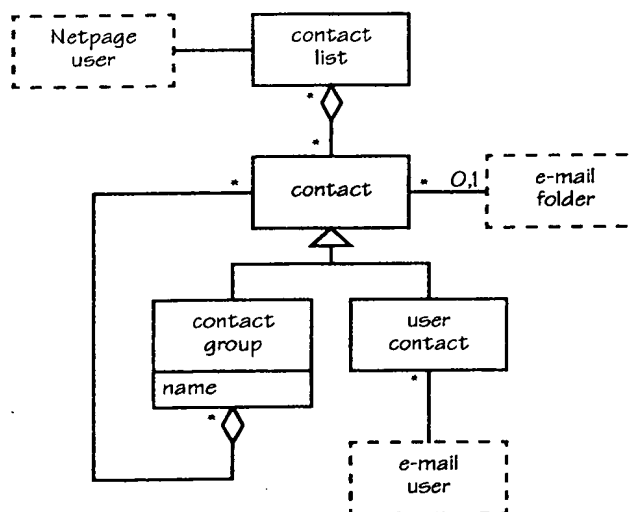 Netpage
user
contact
list
*
*
*
contact
*
0,1
e-mail
folder
contact
group
name
*
user
contact
*
e-mail
user